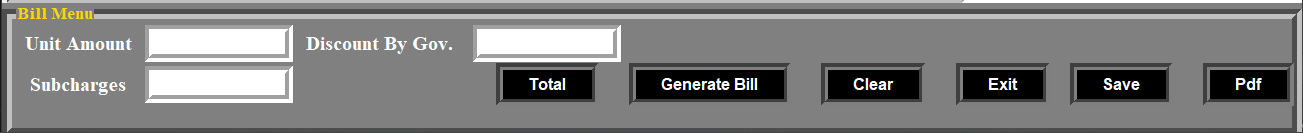 Bill Menu
Unit Amount Discount By Gov.
Subcharges Total Generate Bill Clear Exit Save Pdf